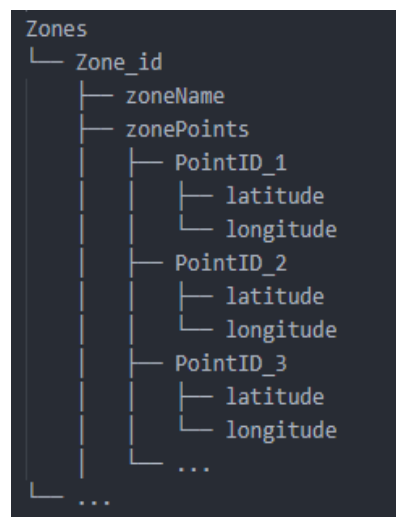 Zones
└── Zone_id
    ├── zoneName
    ├── zonePoints
    │   ├── PointID_1
    │   │   ├── latitude
    │   │   └── longitude
    │   ├── PointID_2
    │   │   ├── latitude
    │   │   └── longitude
    │   ├── PointID_3
    │   │   ├── latitude
    │   │   └── longitude
    │   └── ...
└── ...